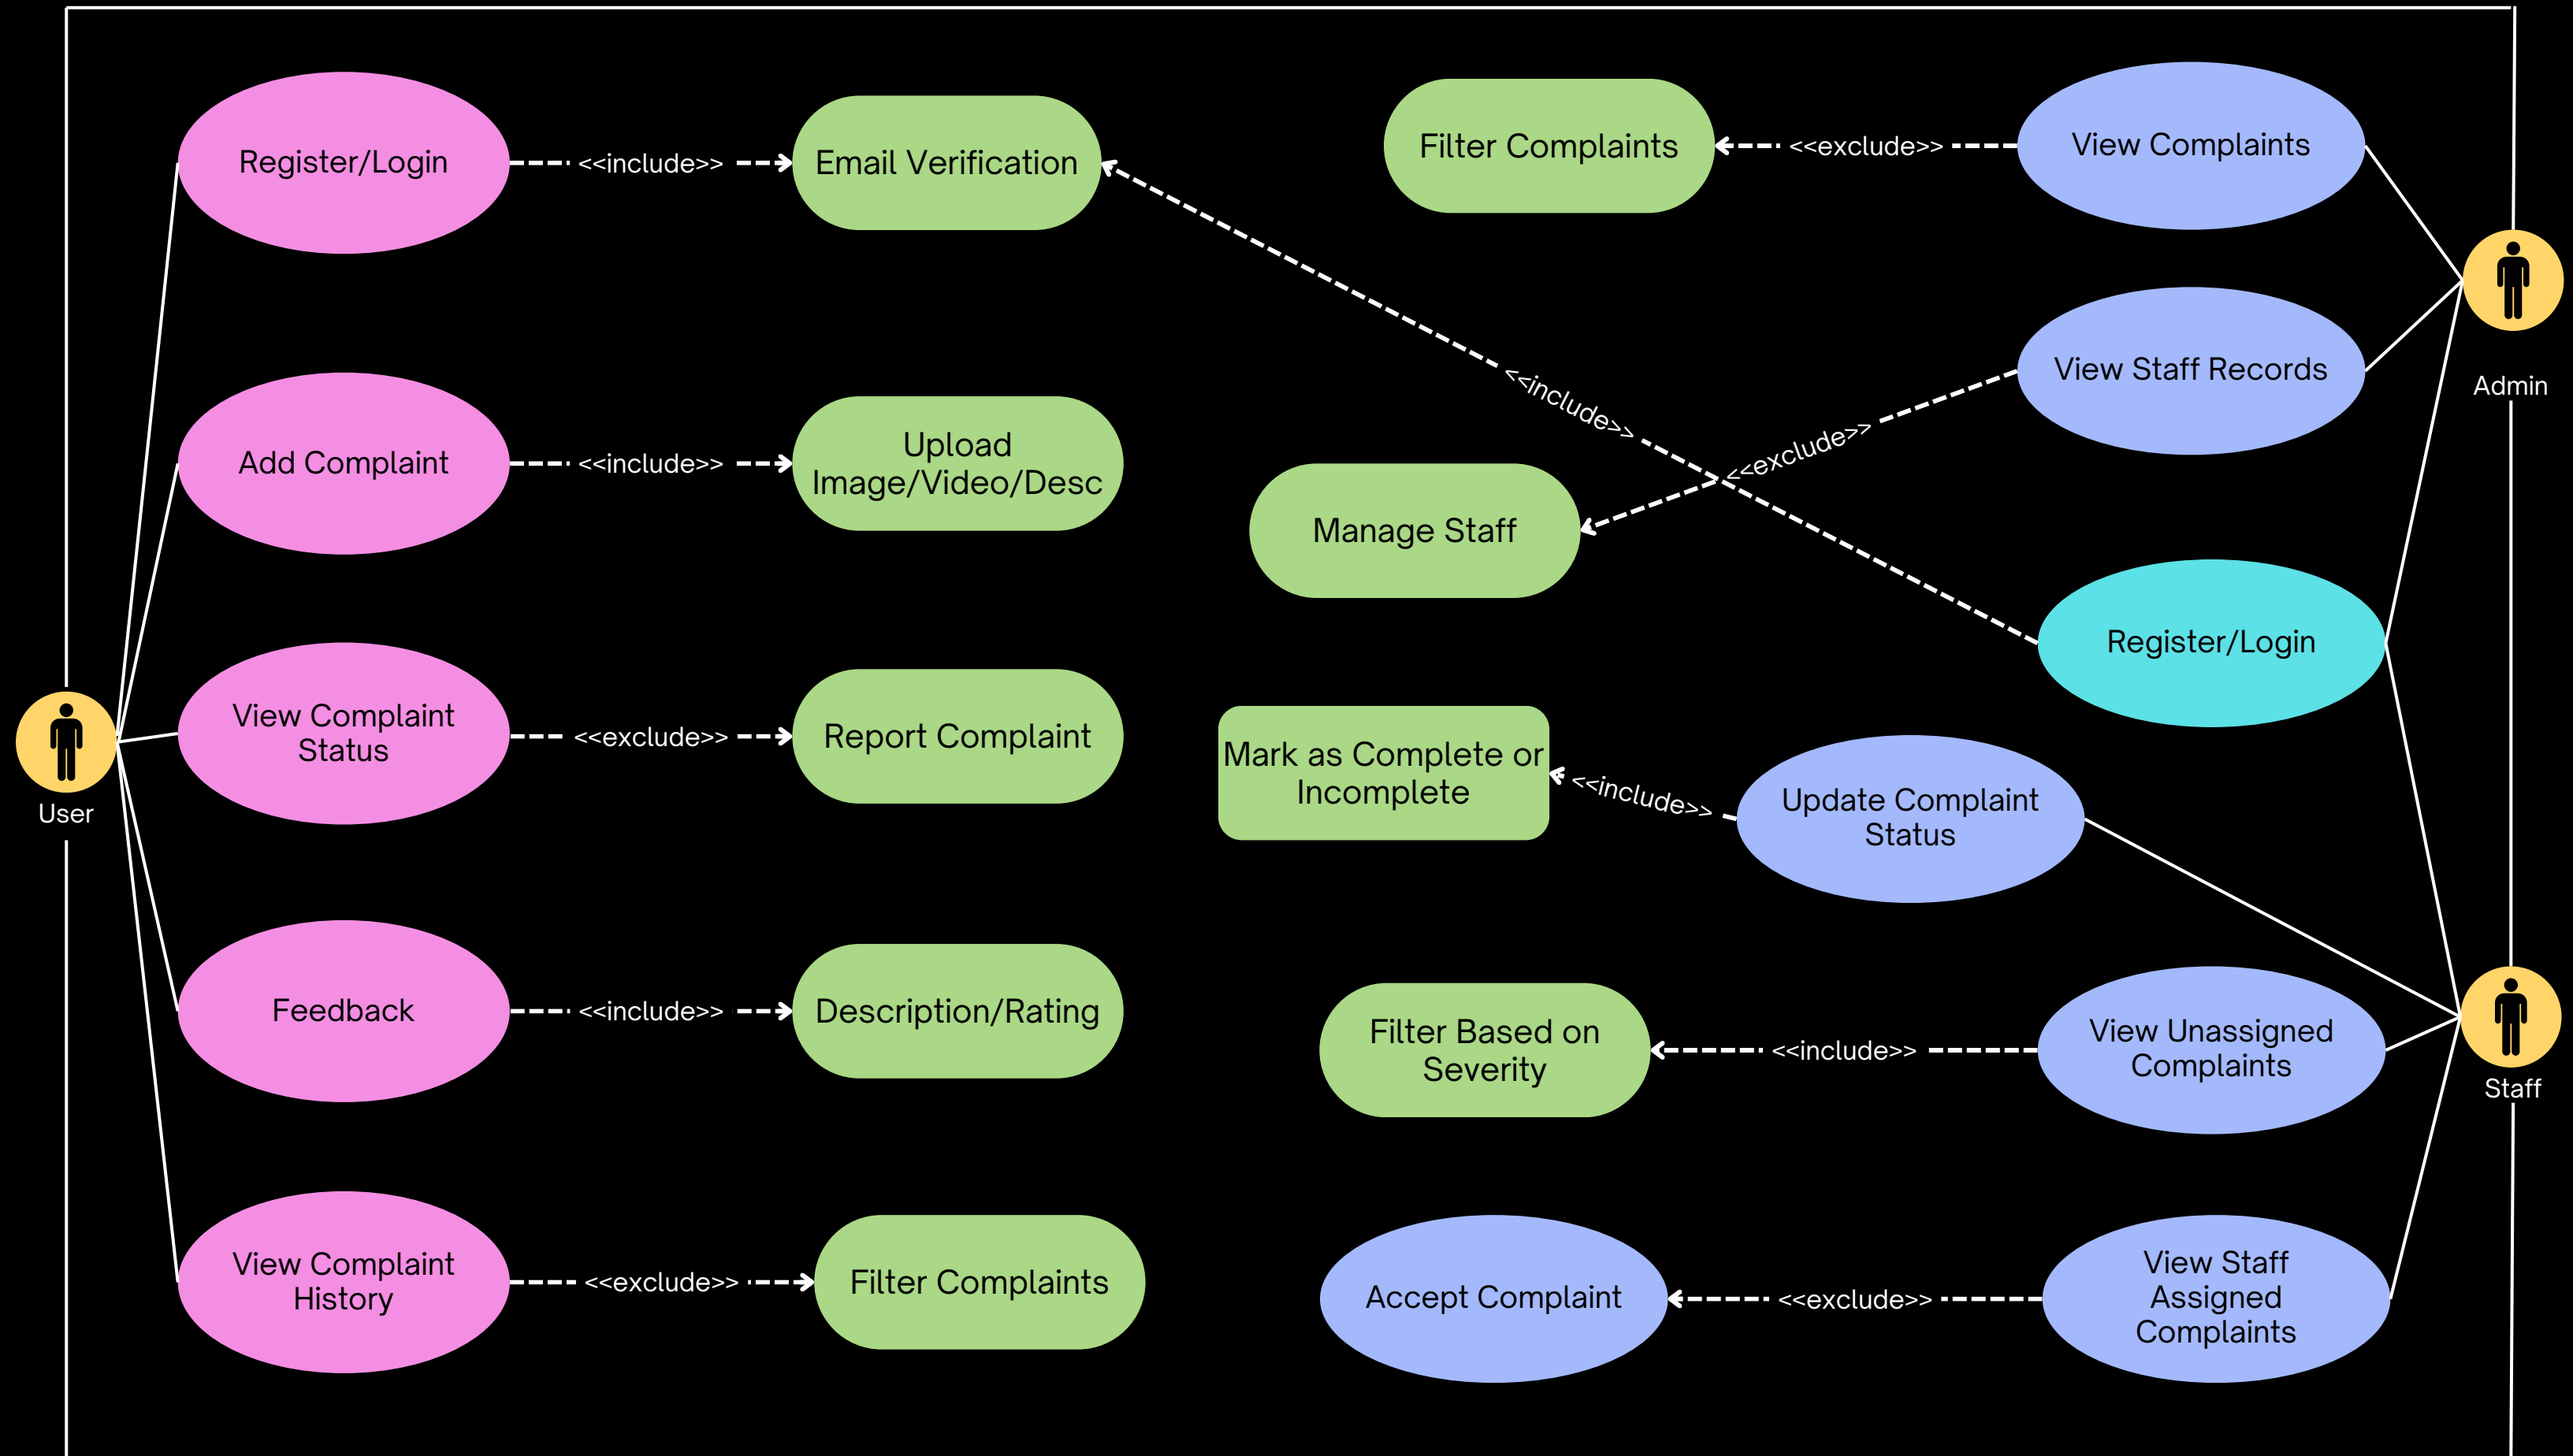 Register/Login
<<include>>
Email Verification
Filter Complaints
<<exclude>>
View Complaints
<<include>>
View Staff Records
<<exclude>>
Admin
Add Complaint
<<include>>
Upload
Image/Video/Desc
Manage Staff
Register/Login
View Complaint
Status
<<exclude>>
Report Complaint
Mark as Complete or
Incomplete
<<include>>
Update Complaint
Status
User
Feedback
<<include>>
Description/Rating
Filter Based on
Severity
<<include>>
View Unassigned
Complaints
Staff
View Complaint
History
<<exclude>>
Filter Complaints
Accept Complaint
<<exclude>>
View Staff
Assigned
Complaints